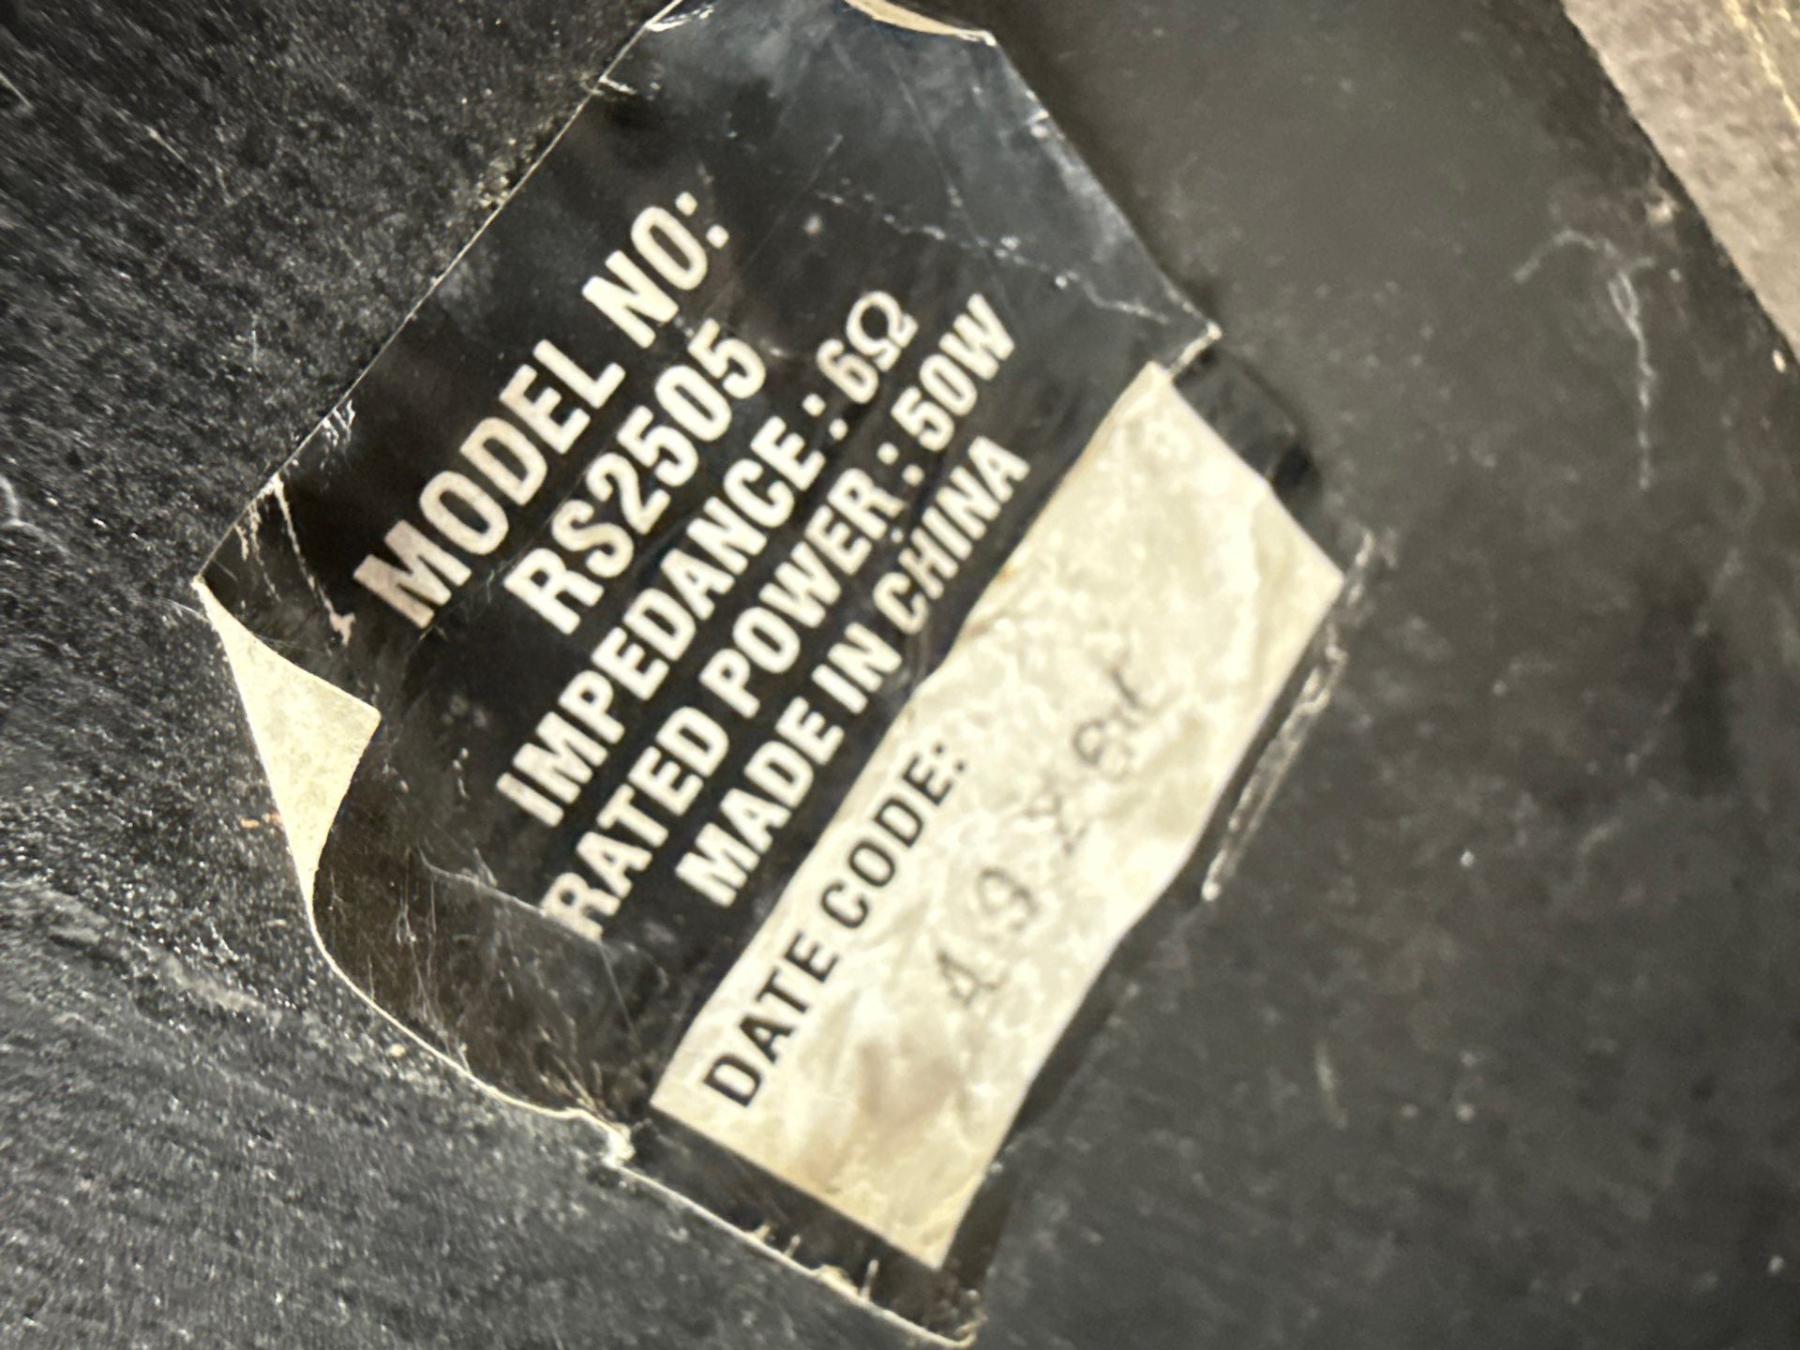 MODEL NO:
RS2505
IMPEDANCE : 6Ω
RATED POWER : 50W
MADE IN CHINA
DATE CODE: